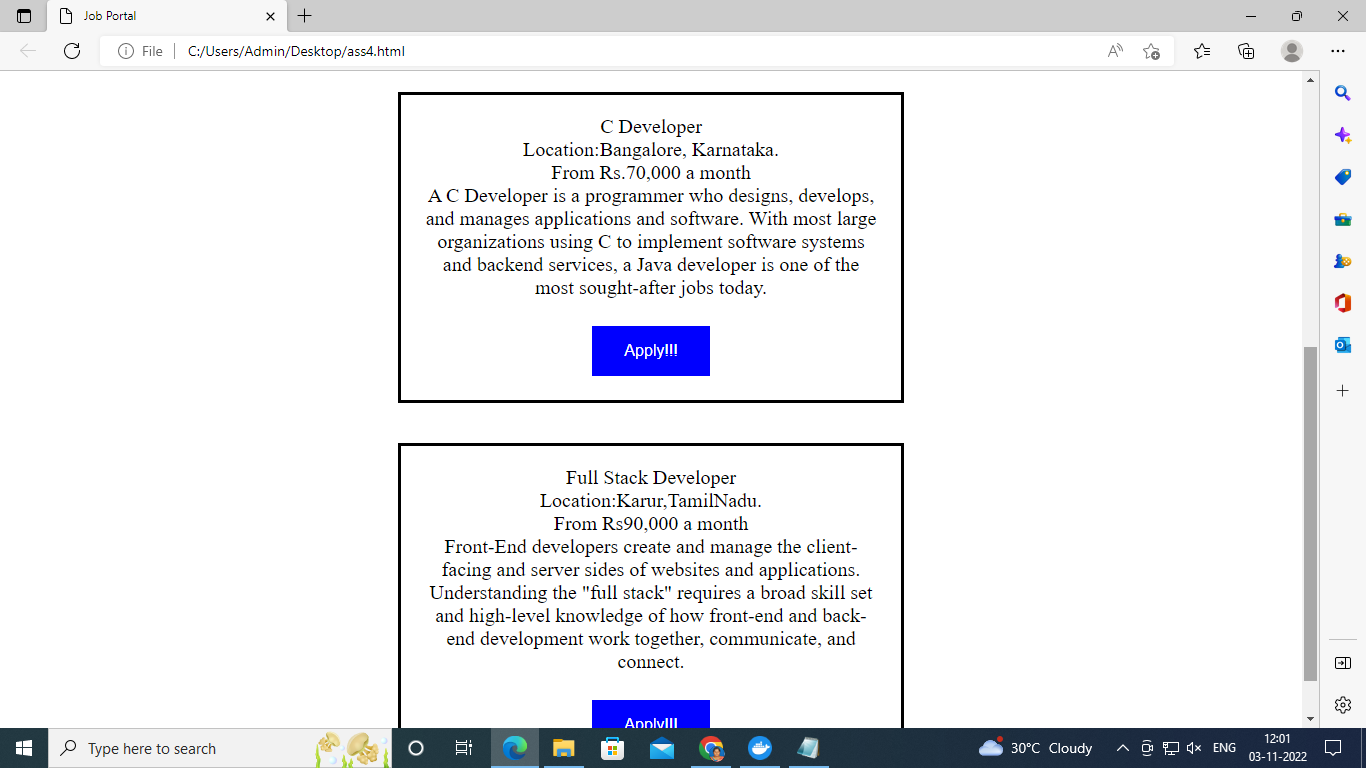 Job Portal
File
C:/Users/Admin/Desktop/ass4.html
C Developer
Location:Bangalore, Karnataka.
From Rs.70,000 a month
A C Developer is a programmer who designs, develops,
and manages applications and software. With most large
organizations using C to implement software systems
and backend services, a Java developer is one of the
most sought-after jobs today.
Apply!!!
Full Stack Developer
Location:Karur,TamilNadu.
From Rs90,000 a month
Front-End developers create and manage the client-
facing and server sides of websites and applications.
Understanding the "full stack" requires a broad skill set
and high-level knowledge of how front-end and back-
end development work together, communicate, and
connect.
Apply!!!
Type here to search
30°C Cloudy
ENG
12:01
03-11-2022